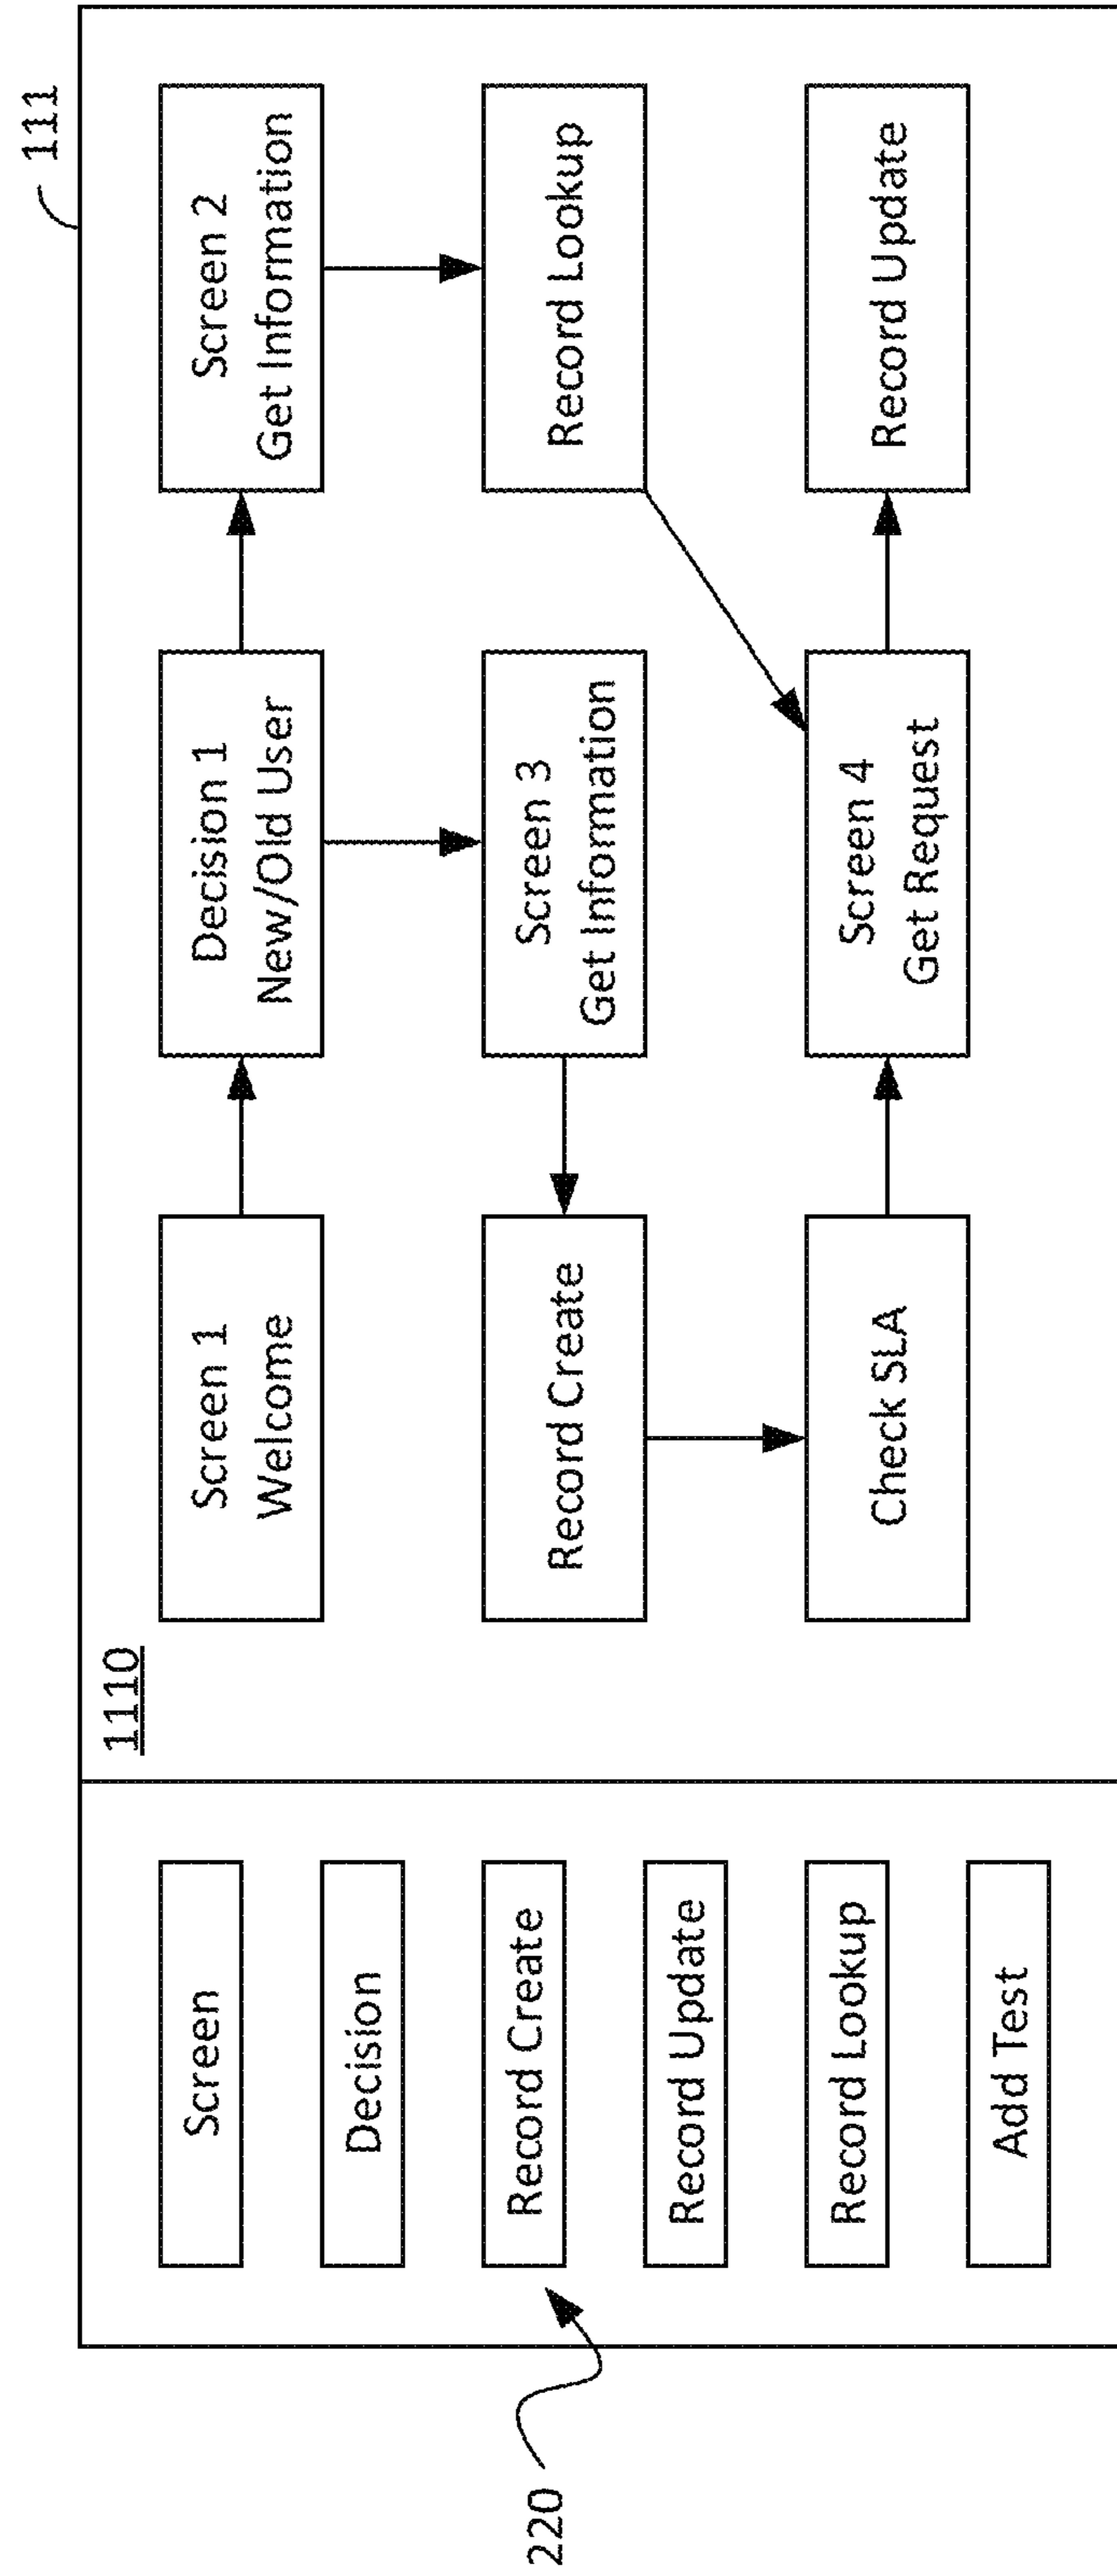 111
1110
220
Screen
Decision
Record Create
Record Update
Record Lookup
Add Test
Screen 1
Welcome
Decision 1
New/Old User
Screen 2
Get Information
Record Create
Screen 3
Get Information
Record Lookup
Check SLA
Screen 4
Get Request
Record Update